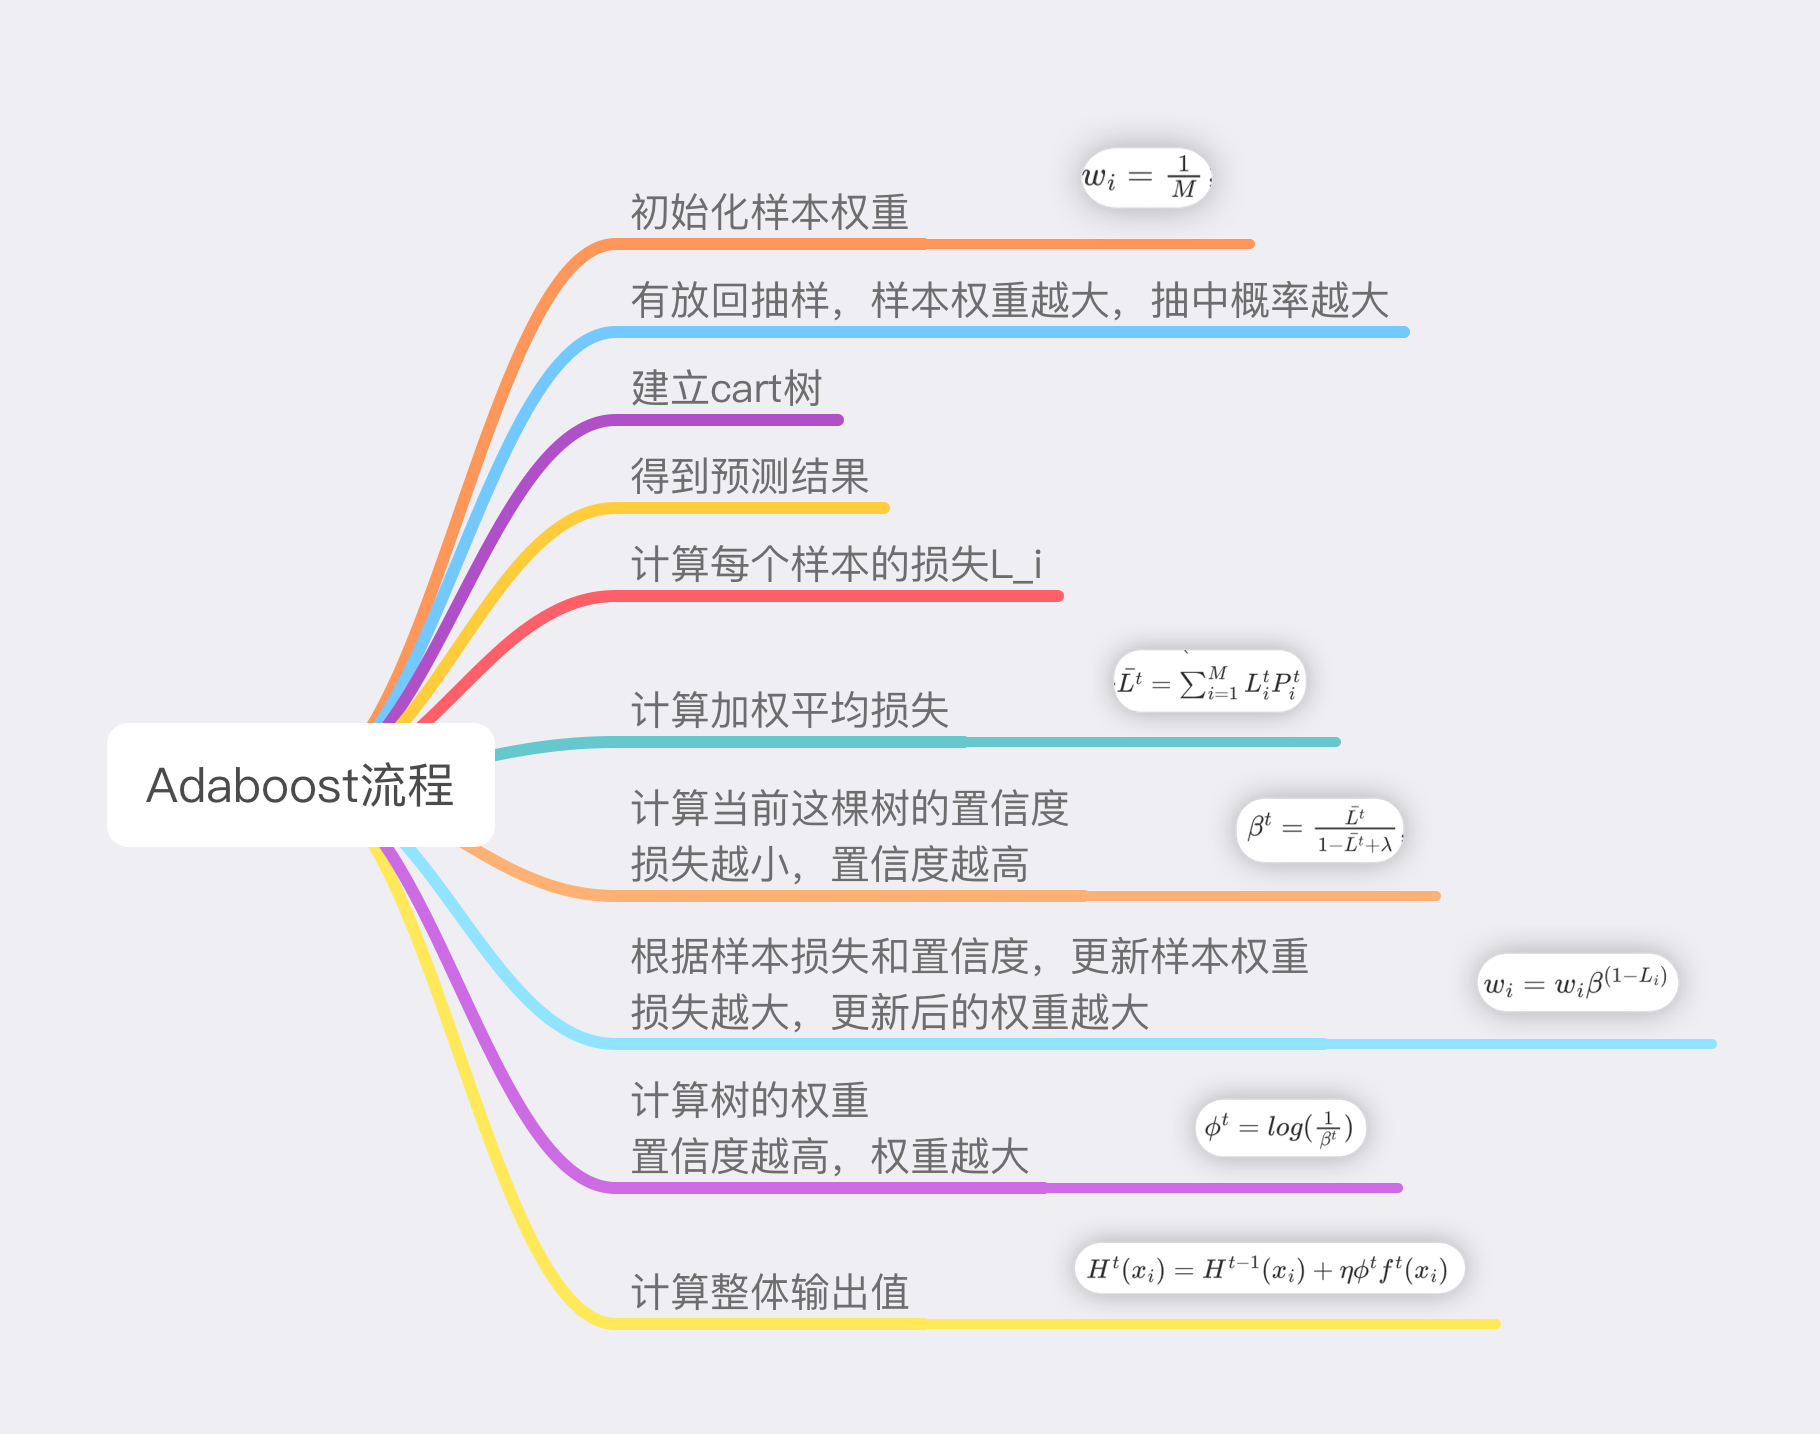 初始化样本权重
w_i = \frac{1}{M}
有放回抽样，样本权重越大，抽中概率越大
建立cart树
得到预测结果
计算每个样本的损失L_i
计算加权平均损失
\bar{L}^t = \sum_{i=1}^{M} L_i^t P_i^t
Adaboost流程
计算当前这棵树的置信度
损失越小，置信度越高
\beta^t = \frac{\bar{L}^t}{1-\bar{L}^t+\lambda}
根据样本损失和置信度，更新样本权重
损失越大，更新后的权重越大
w_i = w_i\beta^{(1-L_i)}
计算树的权重
置信度越高，权重越大
\phi^t = log(\frac{1}{\beta^t})
计算整体输出值
H^t(x_i) = H^{t-1}(x_i) + \eta\phi^t f^t(x_i)